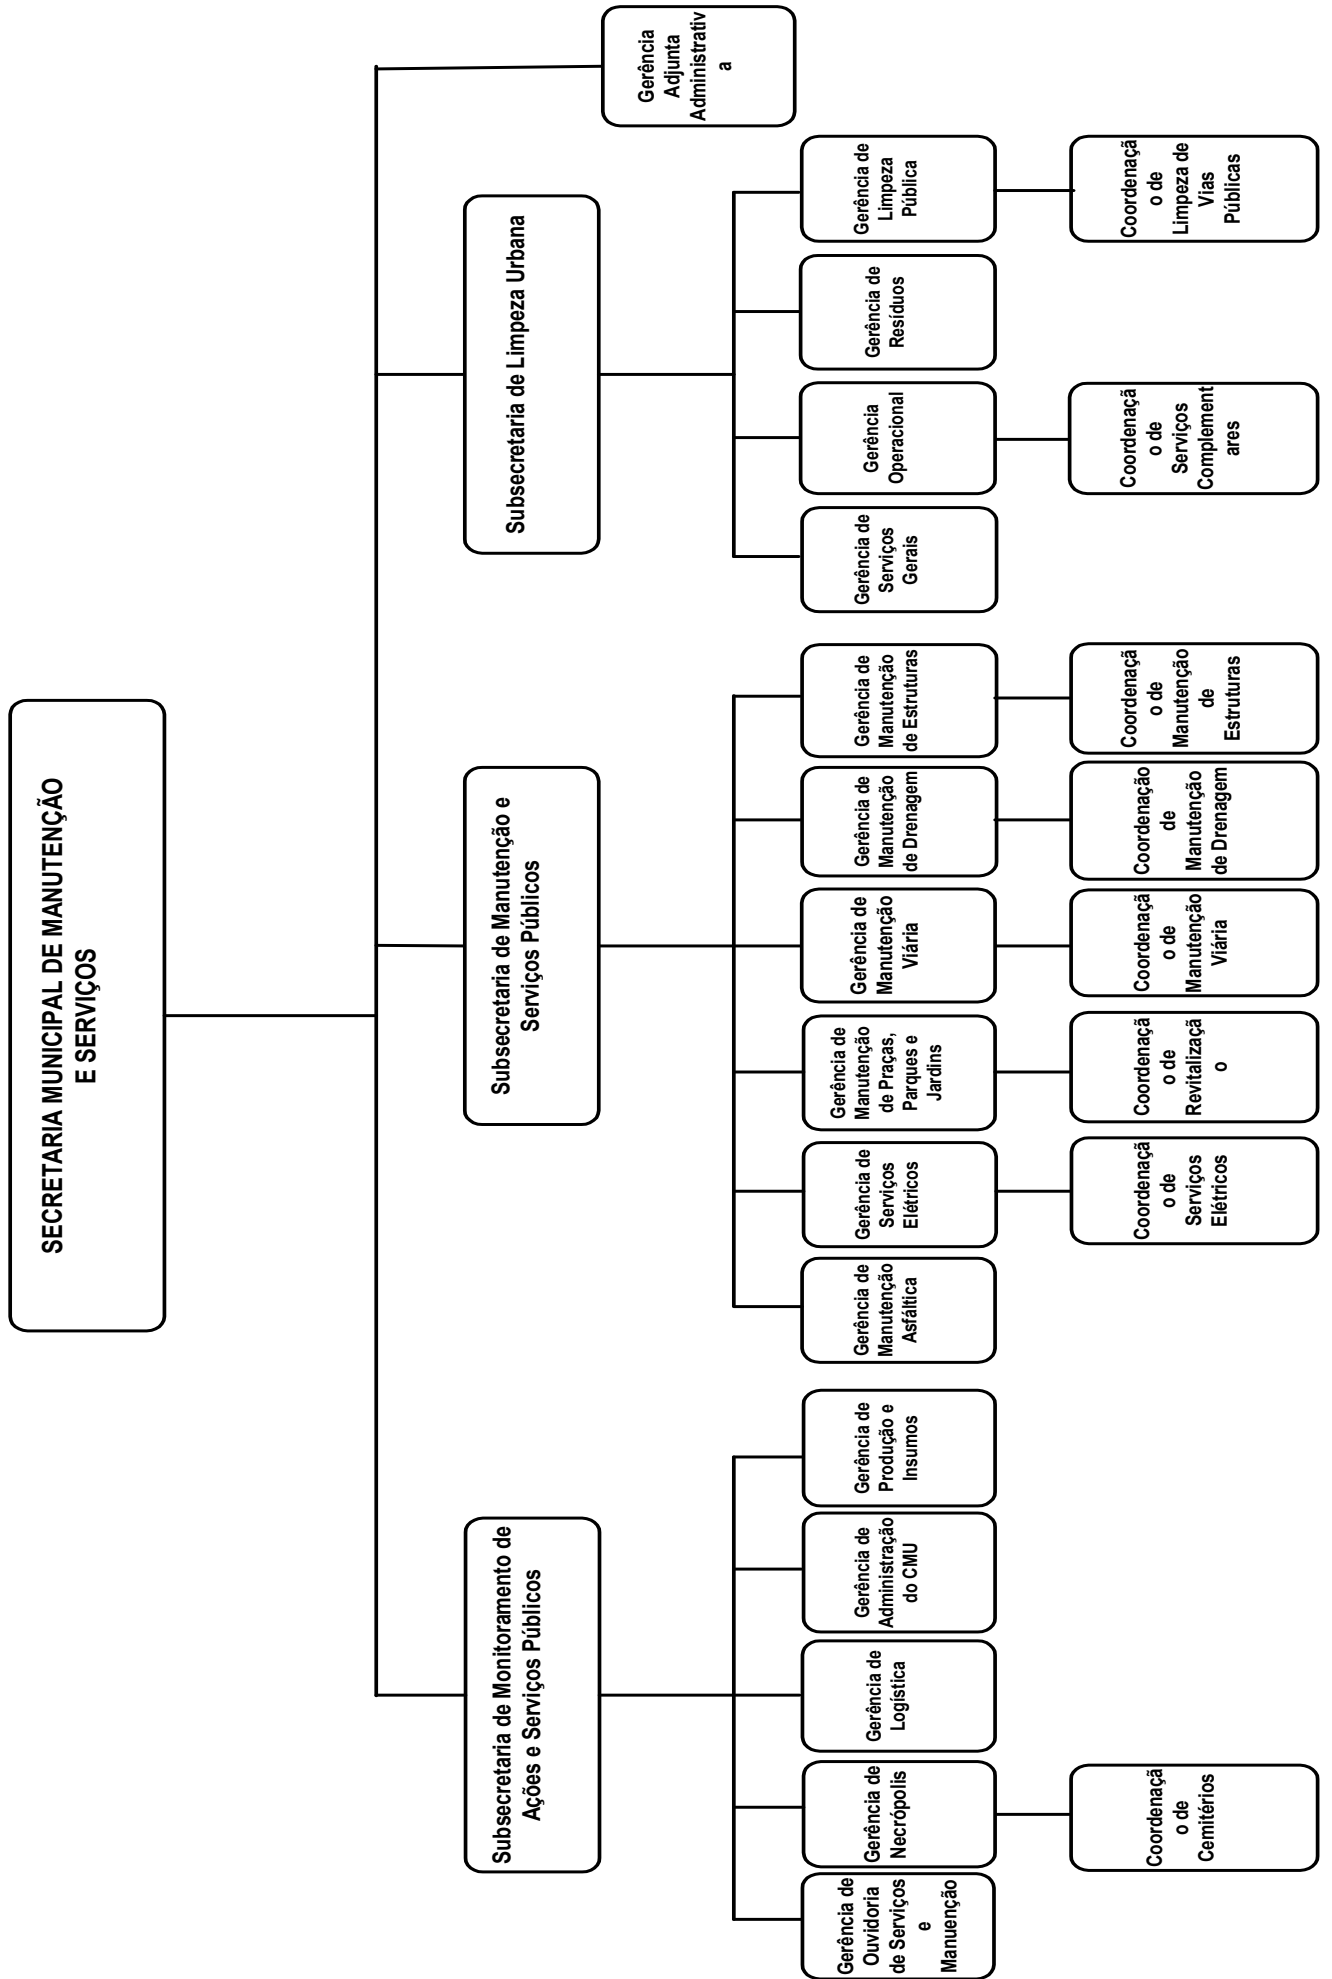 SECRETARIA MUNICIPAL DE MANUTENÇÃO
E SERVIÇOS
Subsecretaria de Monitoramento de
Ações e Serviços Públicos
Subsecretaria de Manutenção e
Serviços Públicos
Subsecretaria de Limpeza Urbana
Gerência
Adjunta
Administrativ
a
Gerência de
Ouvidoria
de Serviços
e
Manuenção
Gerência de
Necrópolis
Gerência de
Logística
Gerência de
Administração
do CMU
Gerência de
Produção e
Insumos
Gerência de
Manutenção
Asfáltica
Gerência de
Serviços
Elétricos
Gerência de
Manutenção
de Praças,
Parques e
Jardins
Gerência de
Manutenção
Viária
Gerência de
Manutenção
de Drenagem
Gerência de
Manutenção
de Estruturas
Gerência de
Serviços
Gerais
Gerência
Operacional
Gerência de
Resíduos
Gerência de
Limpeza
Pública
Coordenaçã
o de
Cemitérios
Coordenaçã
o de
Serviços
Elétricos
Coordenaçã
o de
Revitalizaçã
o
Coordenaçã
o de
Manutenção
Viária
Coordenação
de
Manutenção
de Drenagem
Coordenaçã
o de
Manutenção
de
Estruturas
Coordenaçã
o de
Serviços
Complement
ares
Coordenaçã
o de
Limpeza de
Vias
Públicas